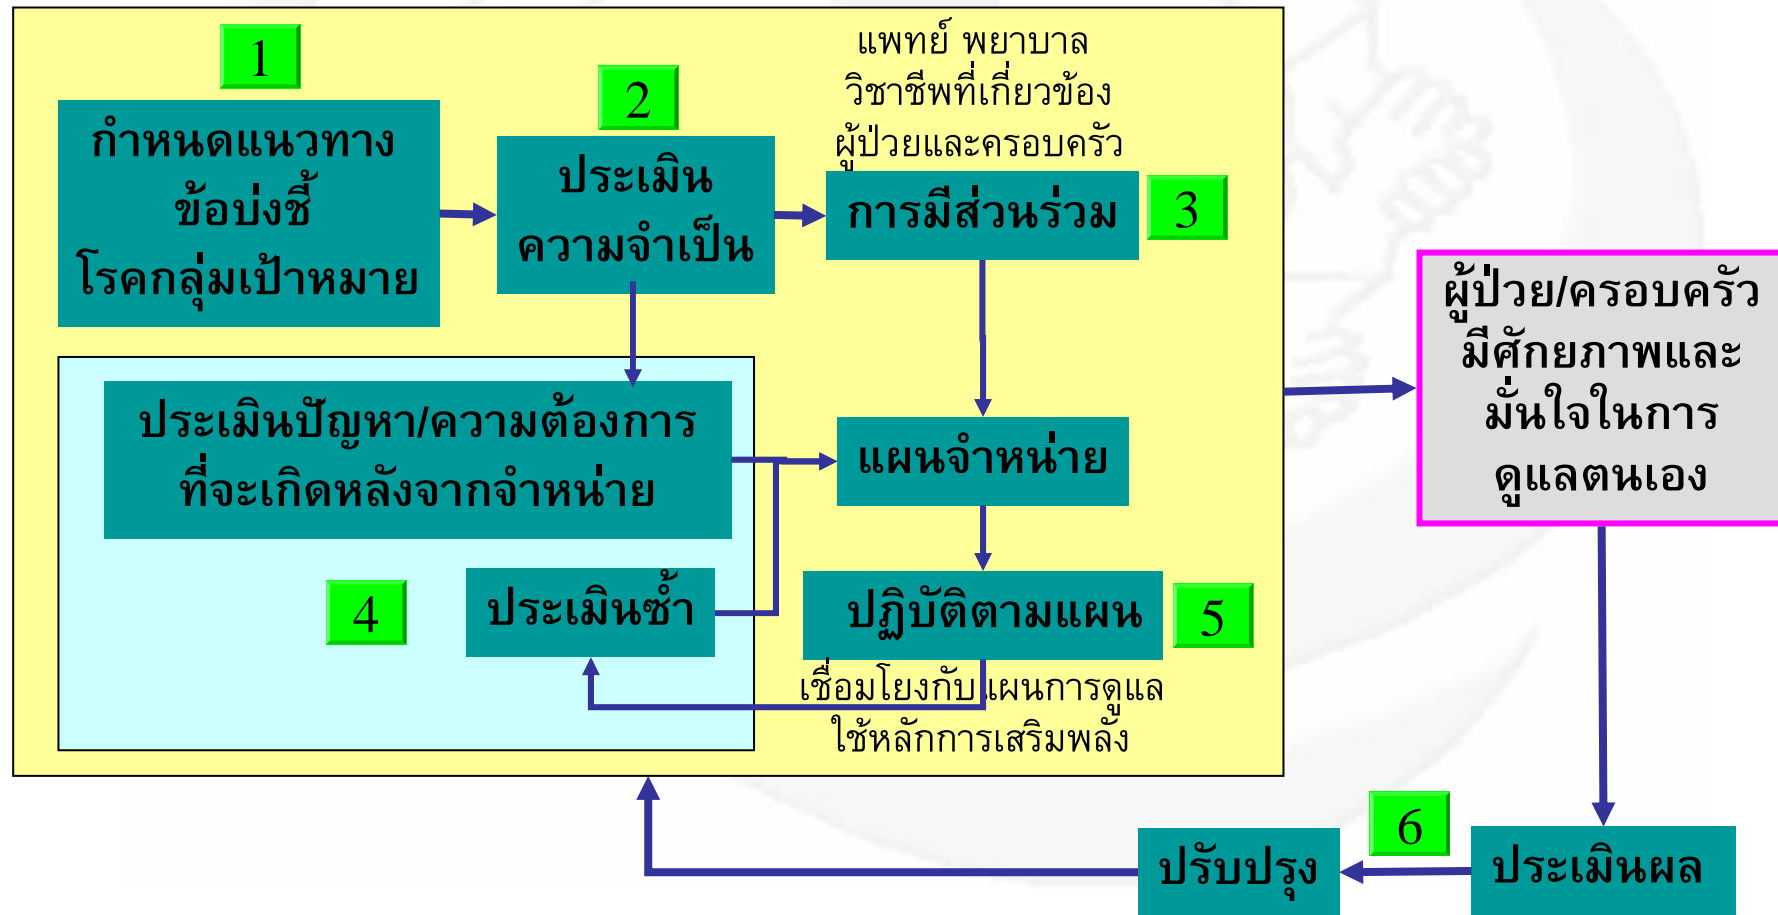 1
กำหนดแนวทาง
ข้อบ่งชี้
โรคกลุ่มเป้าหมาย
2
ประเมิน
ความจำเป็น
แพทย์ พยาบาล
วิชาชีพที่เกี่ยวข้อง
ผู้ป่วยและครอบครัว
การมีส่วนร่วม
3
ประเมินปัญหา/ความต้องการ
ที่จะเกิดหลังจากจำหน่าย
แผนจำหน่าย
4
ประเมินซ้ำ
ปฏิบัติตามแผน
5
เชื่อมโยงกับแผนการดูแล
ใช้หลักการเสริมพลัง
ผู้ป่วย/ครอบครัว
มีศักยภาพและ
มั่นใจในการ
ดูแลตนเอง
6
ปรับปรุง
ประเมินผล